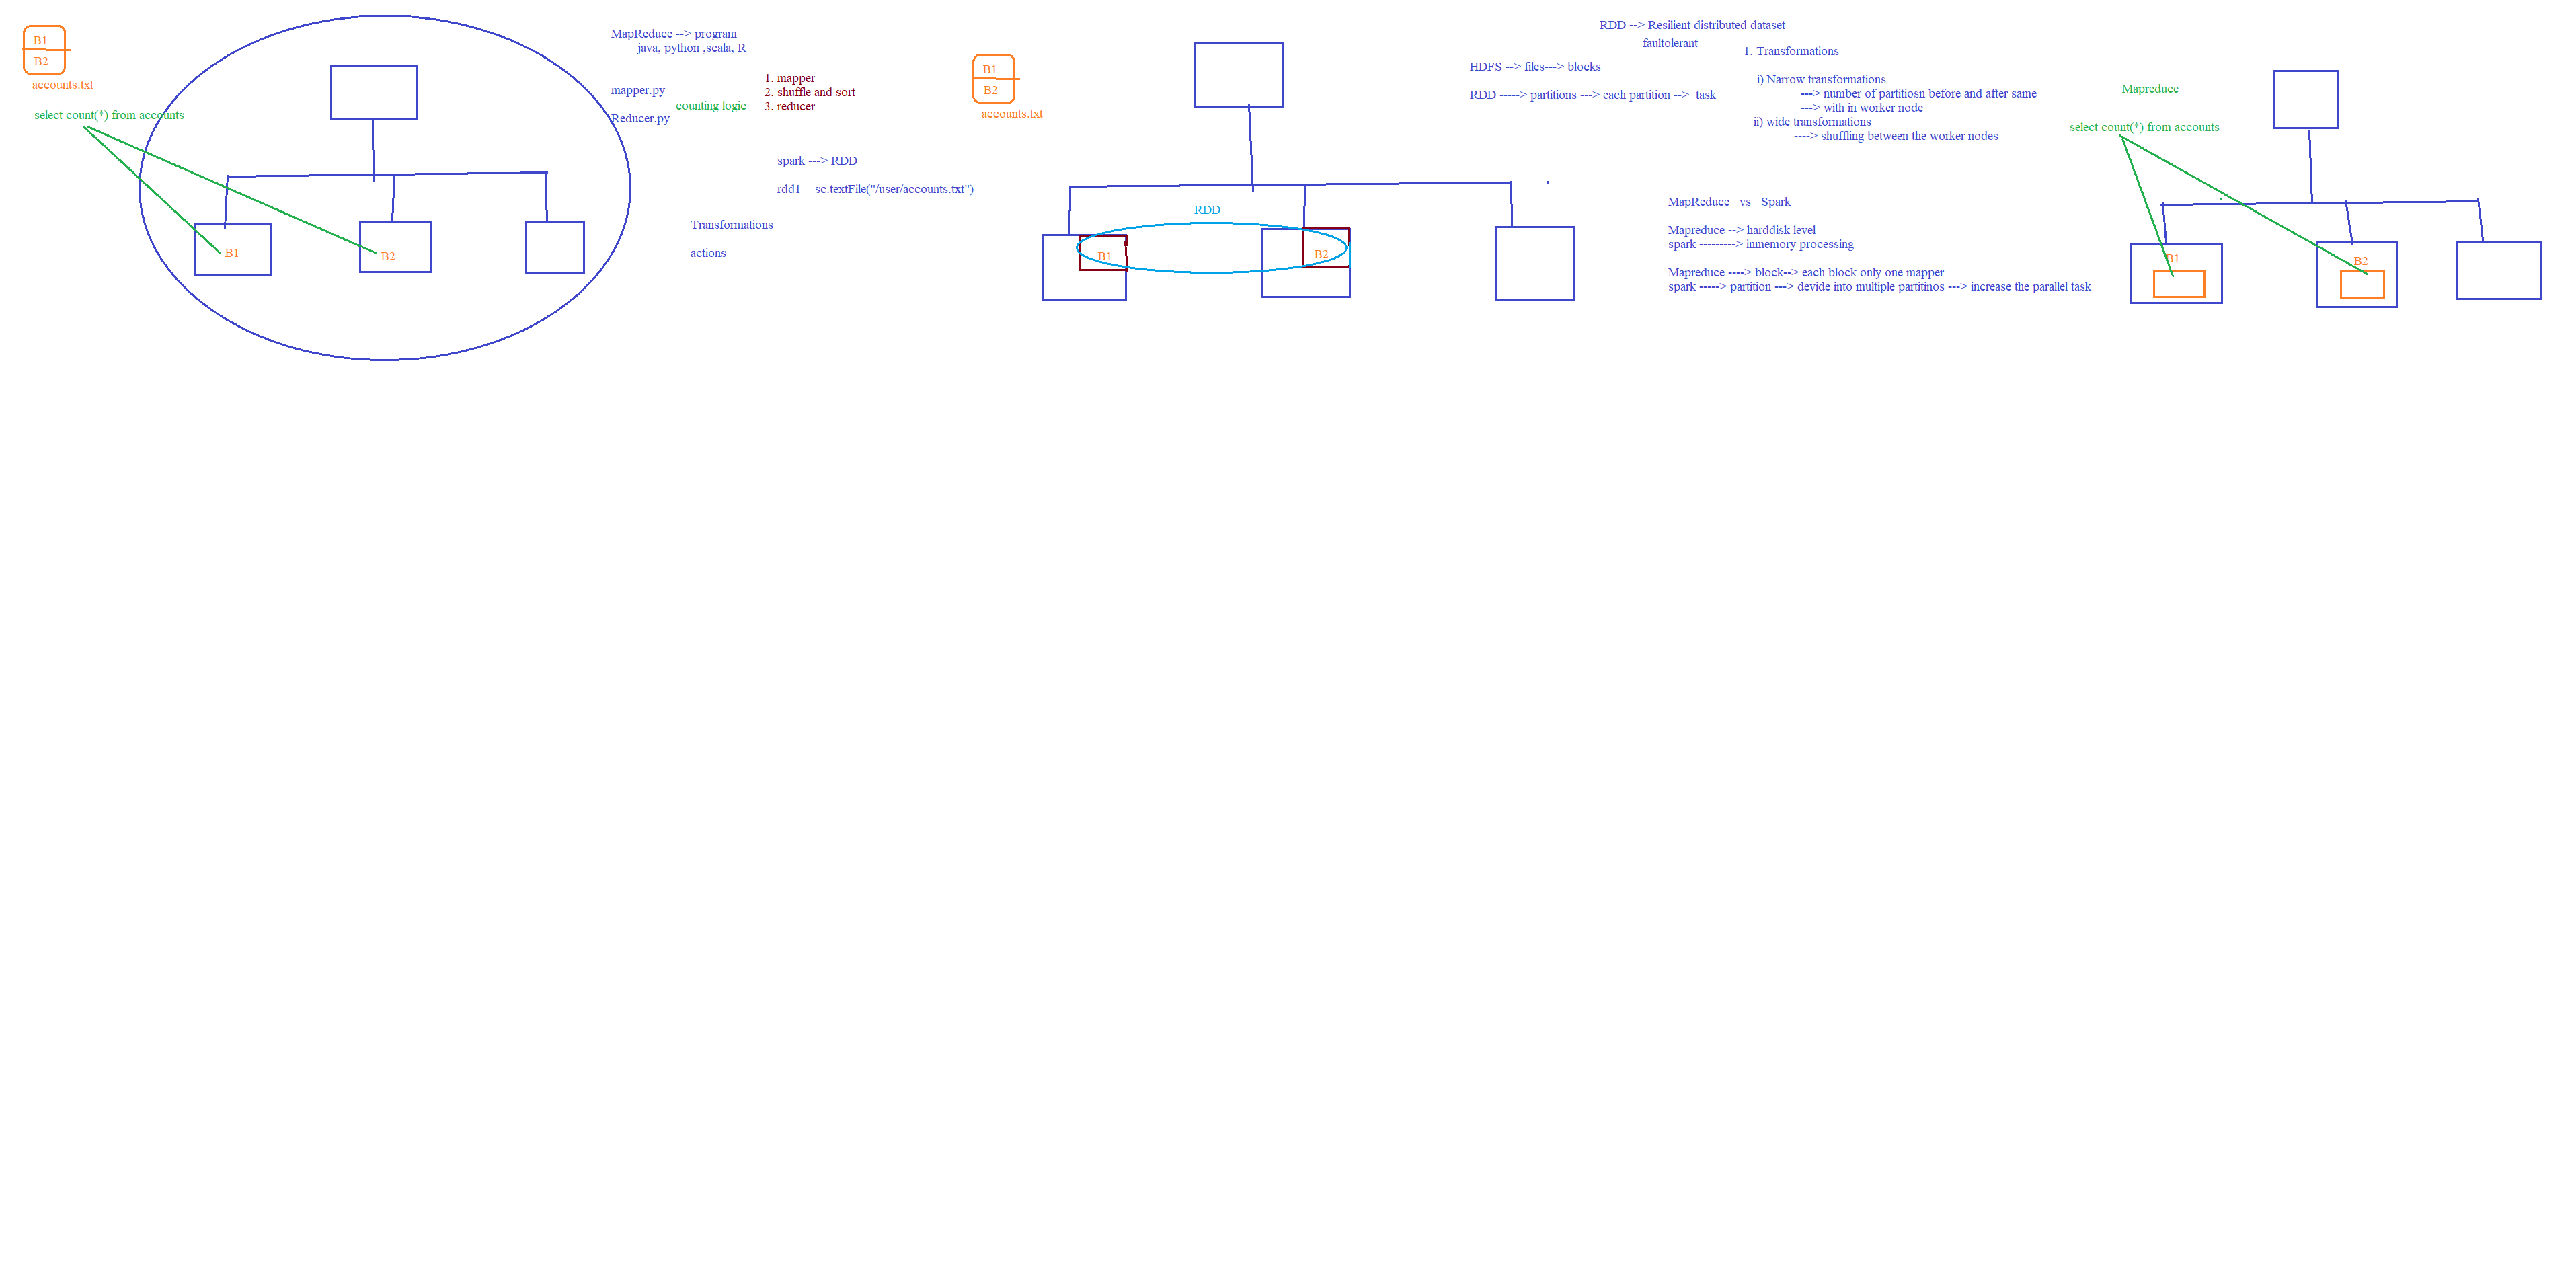 B1
B2
accounts.txt
select count(*) from accounts
B1
B2
MapReduce --> program
java, python ,scala, R
mapper.py
counting logic
Reducer.py
1. mapper
2. shuffle and sort
3. reducer
spark ---> RDD
rdd1 = sc.textFile("/user/accounts.txt")
Transformations
actions
B1
B2
accounts.txt
RDD
B1
B2
RDD --> Resilient distributed dataset
faultolerant
HDFS --> files---> blocks
RDD -----> partitions ---> each partition --> task
1. Transformations
i) Narrow transformations
---> number of partitiosn before and after same
---> with in worker node
ii) wide transformations
----> shuffling between the worker nodes
MapReduce vs Spark
Mapreduce --> harddisk level
spark ---------> inmemory processing
Mapreduce ----> block--> each block only one mapper
spark -----> partition ---> devide into multiple partitinos ---> increase the parallel task
Mapreduce
select count(*) from accounts
B1
B2